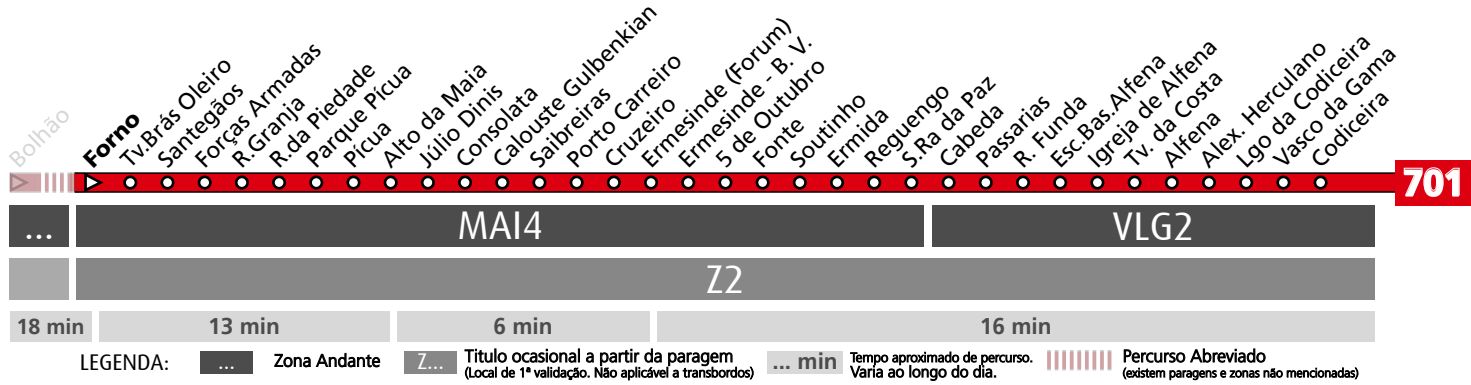 Bolhão
Forno
Tv.Brás Oleiro
Santegãos
Forças Armadas
R.Granja
R.da Piedade
Parque Pícua
Pícua
Alto da Maia
Júlio Dinis
Consolata
Calouste Gulbenkian
Saibreiras
Porto Carreiro
Cruzeiro
Ermesinde (Forum)
Ermesinde - B. V.
5 de Outubro
Fonte
Soutinho
Ermida
Reguengo
S.Ra da Paz
Cabeda
Passarias
R. Funda
Esc.Bas.Alfena
Igreja de Alfena
Tv. da Costa
Alfena
Alex. Herculano
Lgo da Codiceira
Vasco da Gama
Codiceira
701
... MAI4 VLG2
Z2
18 min 13 min 6 min 16 min
LEGENDA: ... Zona Andante Z... Titulo ocasional a partir da paragem
(Local de 1ª validação. Não aplicável a transbordos)
... min Tempo aproximado de percurso.
Varia ao longo do dia.
Percurso Abreviado
(existem paragens e zonas não mencionadas)